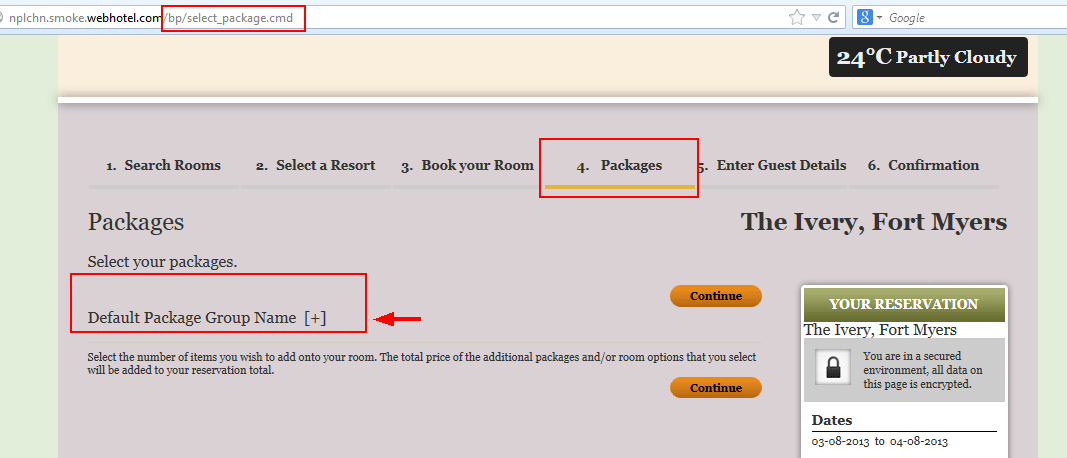 nplchn.smoke.webhotel.com/bp/select_package.cmd
Google
24°C Partly Cloudy
1. Search Rooms
2. Select a Resort
3. Book your Room
4. Packages
5. Enter Guest Details
6. Confirmation
Packages
The Ivery, Fort Myers
Select your packages.
Continue
Default Package Group Name [+]
Select the number of items you wish to add onto your room. The total price of the additional packages and/or room options that you select
will be added to your reservation total.
Continue
YOUR RESERVATION
The Ivery, Fort Myers
You are in a secured
environment, all data on
this page is encrypted.
Dates
03-08-2013 to 04-08-2013